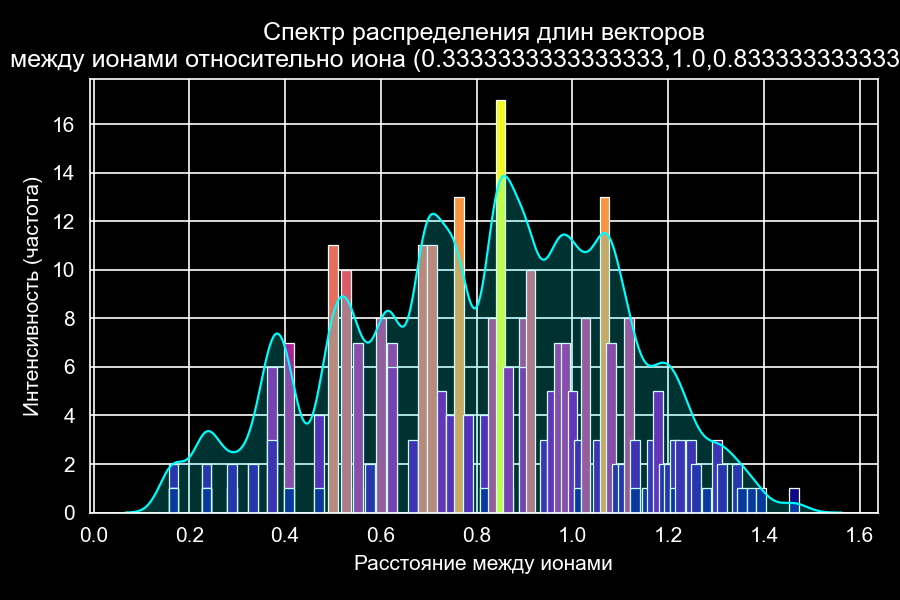 Спектр распределения длин векторов
между ионами относительно иона (0.3333333333333333,1.0,0.833333333333
Интенсивность (частота)
16
14
12
10
8
6
4
2
0
0.0 0.2 0.4 0.6 0.8 1.0 1.2 1.4 1.6
Расстояние между ионами